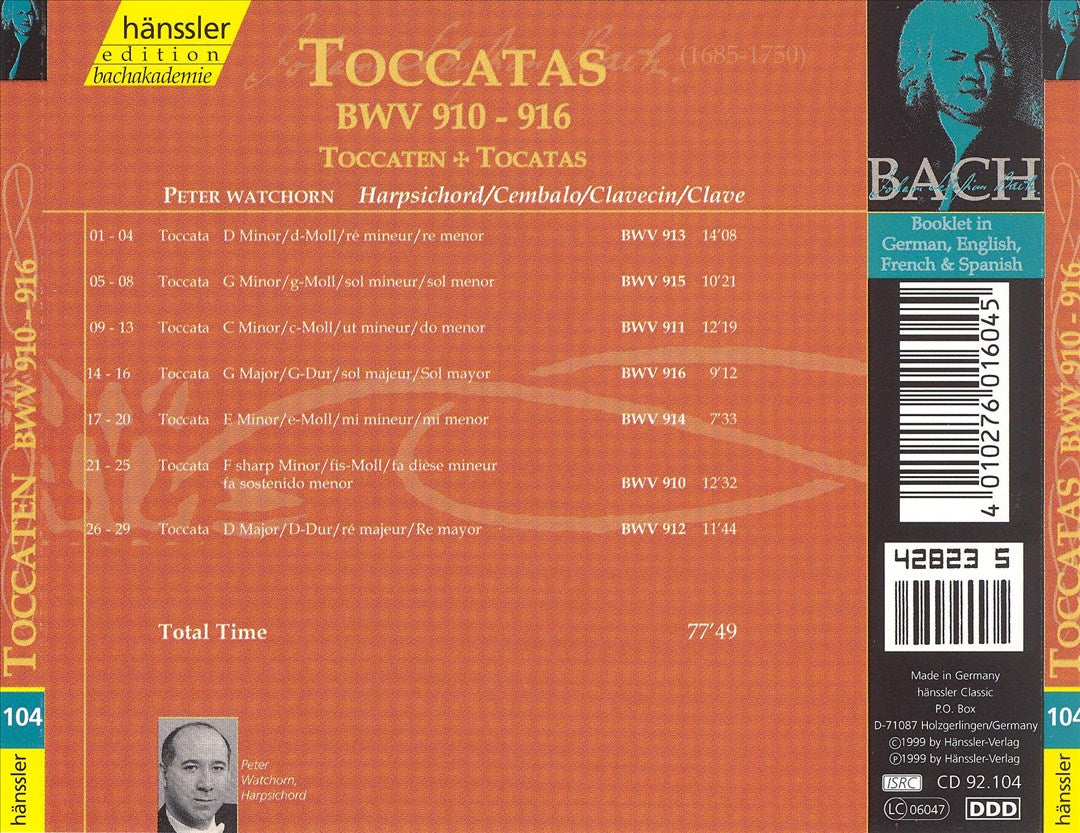 hänssler
edition
bachakademie
TOCCATAS
(1685-1750)
BWV 910 - 916
TOCCATEN ✠ TOCATAS
PETER WATCHORN Harpsichord/Cembalo/Clavecin/Clave
01 - 04 Toccata D Minor/d-Moll/ré mineur/re menor BWV 913 14'08
05 - 08 Toccata G Minor/g-Moll/sol mineur/sol menor BWV 915 10'21
09 - 13 Toccata C Minor/c-Moll/ut mineur/do menor BWV 911 12'19
14 - 16 Toccata G Major/G-Dur/sol majeur/Sol mayor BWV 916 9'12
17 - 20 Toccata E Minor/e-Moll/mi mineur/mi menor BWV 914 7'33
21 - 25 Toccata F sharp Minor/fis-Moll/fa dièse mineur
fa sostenido menor BWV 910 12'32
26 - 29 Toccata D Major/D-Dur/ré majeur/Re mayor BWV 912 11'44
Total Time 77'49
Peter
Watchorn,
Harpsichord
BACH
Booklet in
German, English,
French & Spanish
4 010276 016045
42823 5
Made in Germany
hänssler Classic
P.O. Box
D-71087 Holzgerlingen/Germany
©1999 by Hänssler-Verlag
℗1999 by Hänssler-Verlag
ISRC CD 92.104
LC 06047 DDD
TOCCATEN BWV 910 - 916
104
hänssler
TOCCATAS BWV 910 - 916
104
hänssler